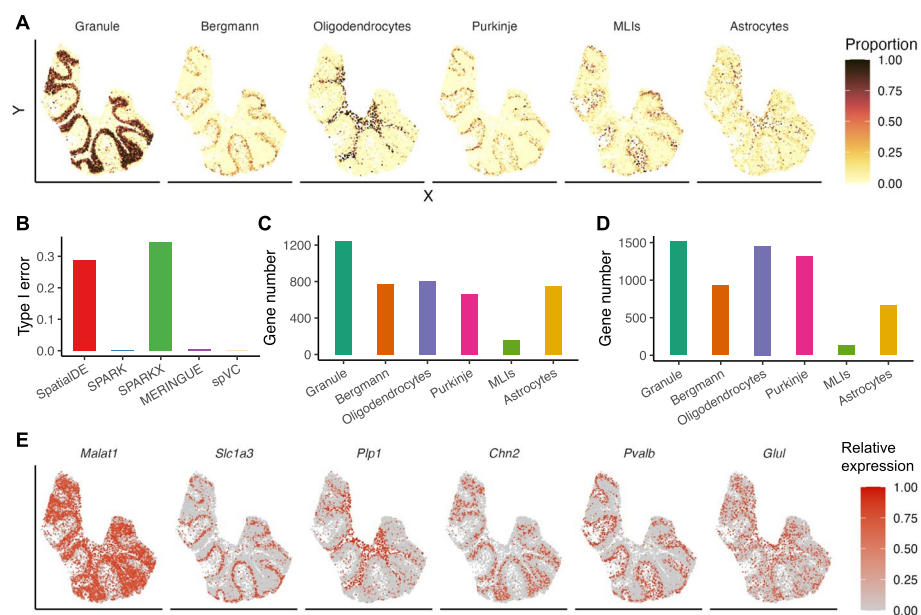 A
Granule Bergmann Oligodendrocytes Purkinje MLIs Astrocytes
Proportion
1.00
0.75
0.50
0.25
0.00
Y
X
B
Type I error
0.3
0.2
0.1
0.0
SpatialDE SPARK SPARKX MERINGUE spVC
C
Gene number
1200
800
400
0
Granule Bergmann Oligodendrocytes Purkinje MLIs Astrocytes
D
Gene number
1500
1000
500
0
Granule Bergmann Oligodendrocytes Purkinje MLIs Astrocytes
E
Malat1 Slc1a3 Plp1 Chn2 Pvalb Glul
Relative
expression
1.00
0.75
0.50
0.25
0.00